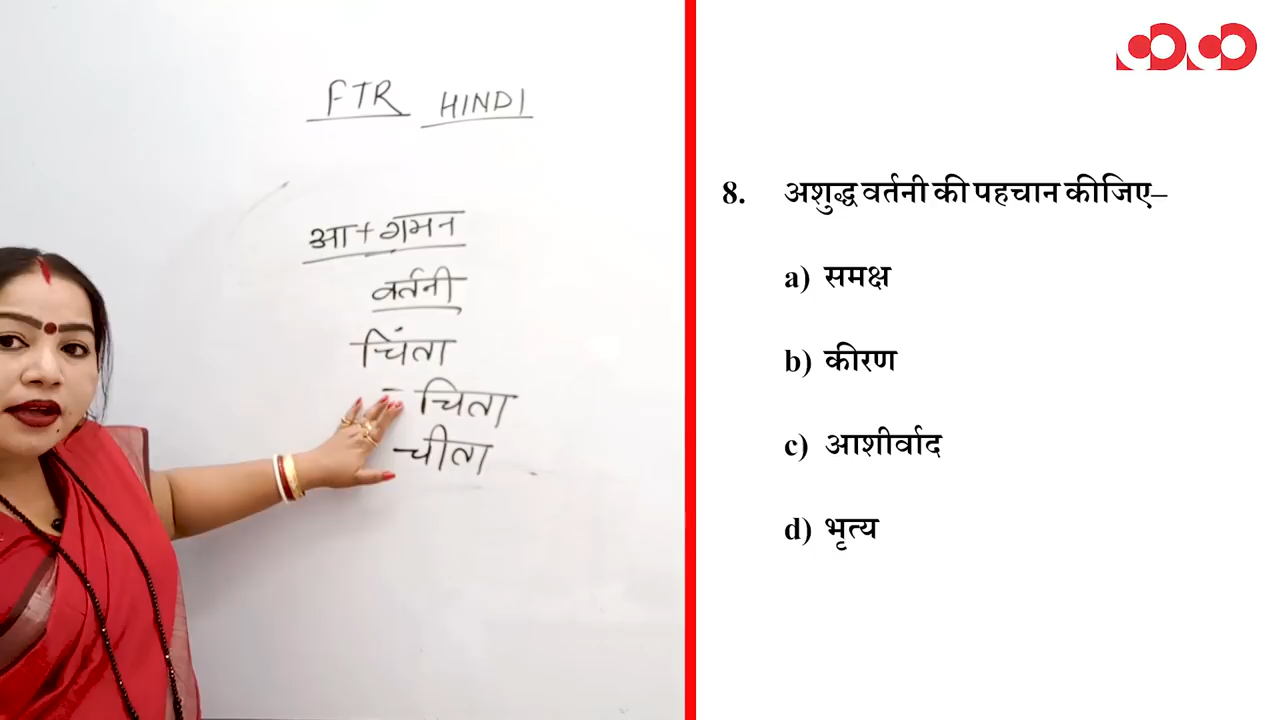 FTR HINDI
आ+गमन
वर्तनी
चिंता
चिता
चीता
8. अशुद्ध वर्तनी की पहचान कीजिए–
a) समक्ष
b) कीरण
c) आशीर्वाद
d) भृत्य